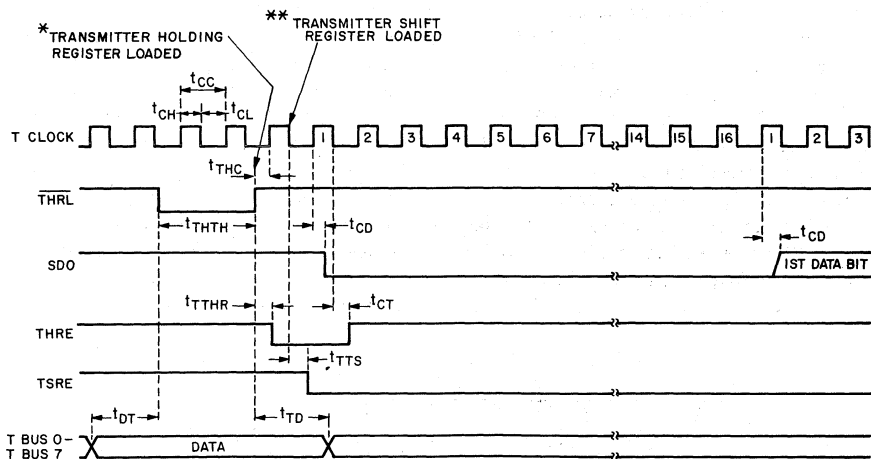 * TRANSMITTER HOLDING
REGISTER LOADED
** TRANSMITTER SHIFT
REGISTER LOADED
tCC
tCH
tCL
T CLOCK
1 2 3 4 5 6 7 14 15 16 1 2 3
tTHC
THRL
tTHTH
tCD
tCD
SDO
1ST DATA BIT
tTTHR
tCT
THRE
tTTS
TSRE
tDT
tTD
T BUS 0-
T BUS 7
DATA